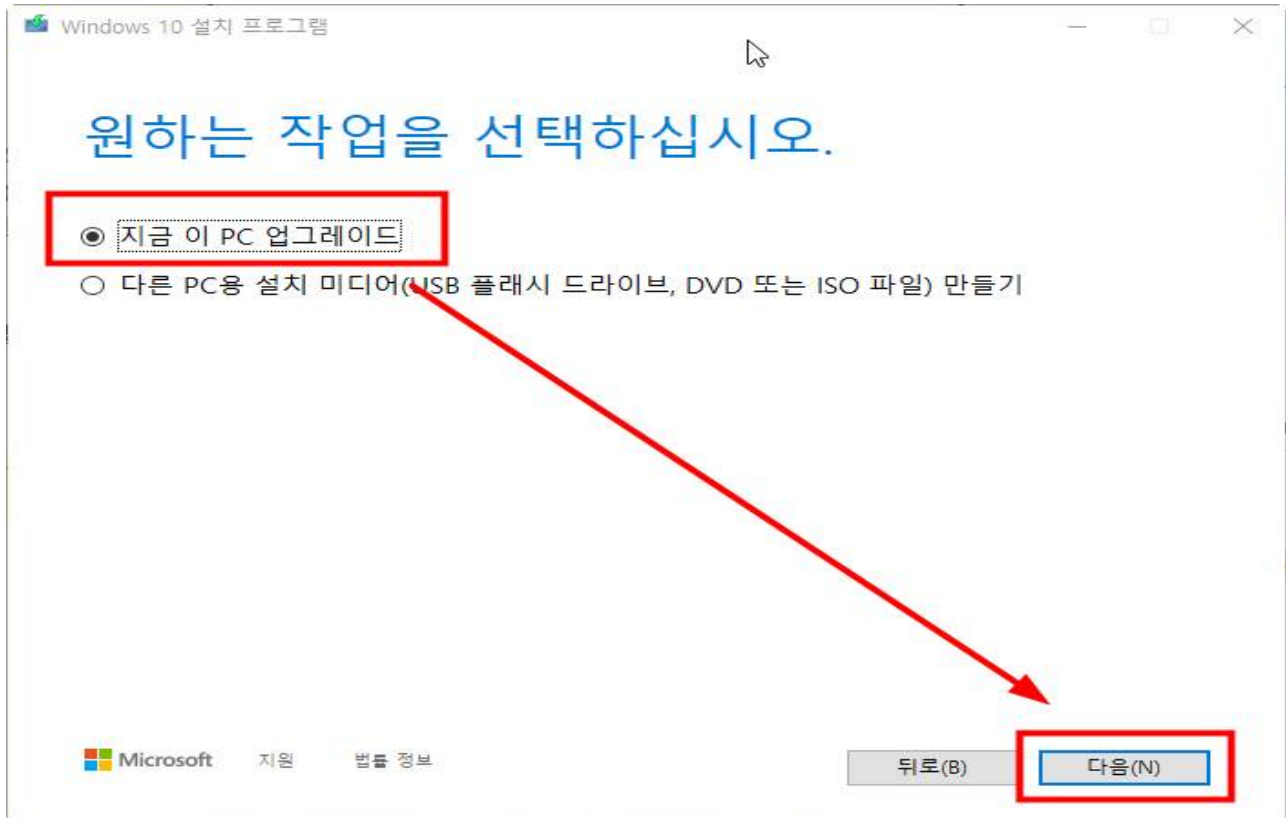 Windows 10 설치 프로그램
원하는 작업을 선택하십시오.
지금 이 PC 업그레이드
다른 PC용 설치 미디어(USB 플래시 드라이브, DVD 또는 ISO 파일) 만들기
Microsoft 지원 법률 정보 뒤로(B) 다음(N)